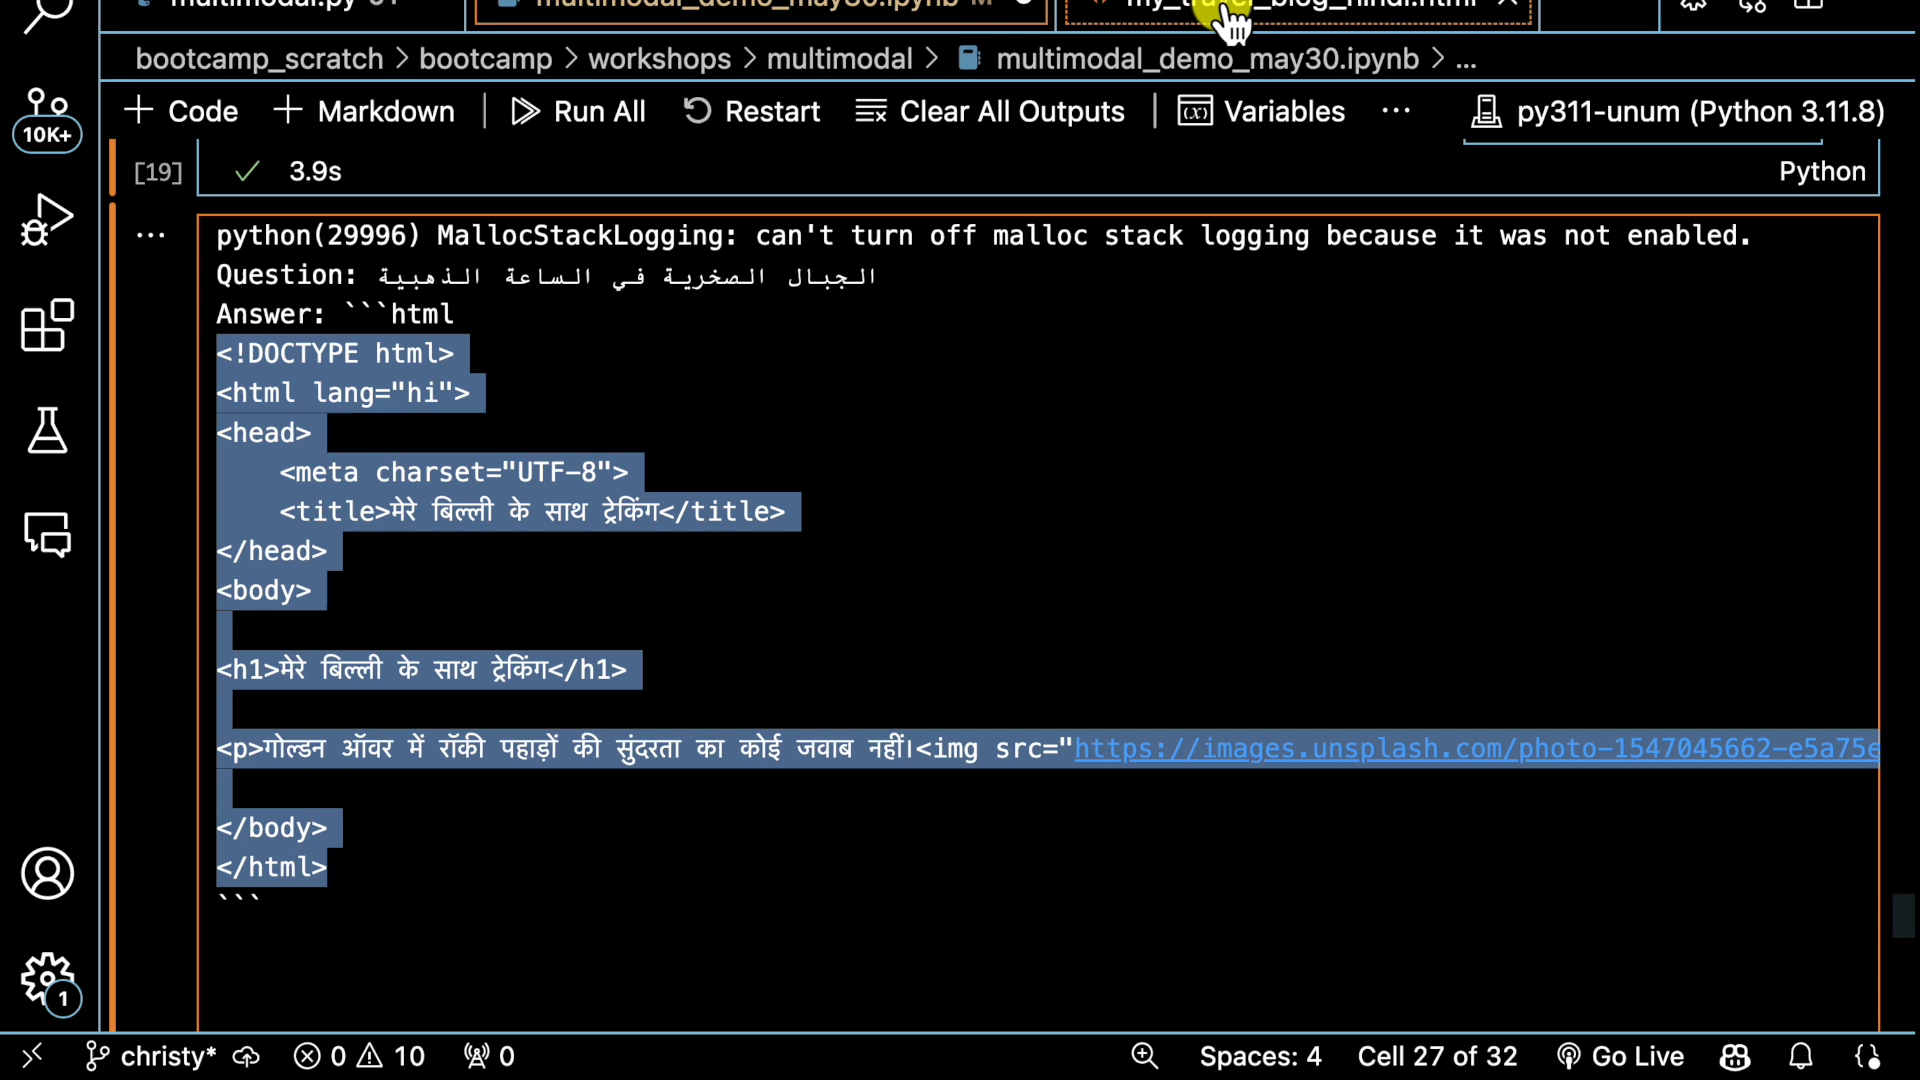 bootcamp_scratch > bootcamp > workshops > multimodal > multimodal_demo_may30.ipynb > ...
10K+
+ Code + Markdown | Run All Restart Clear All Outputs | Variables ... py311-unum (Python 3.11.8)
[19] ✓ 3.9s Python
... python(29996) MallocStackLogging: can't turn off malloc stack logging because it was not enabled.
Question: الجبال الصخرية في الساعة الذهبية
Answer: ```html
<!DOCTYPE html>
<html lang="hi">
<head>
<meta charset="UTF-8">
<title>मेरे बिल्ली के साथ ट्रेकिंग</title>
</head>
<body>
<h1>मेरे बिल्ली के साथ ट्रेकिंग</h1>
<p>गोल्डन ऑवर में रॉकी पहाड़ों की सुंदरता का कोई जवाब नहीं।<img src="https://images.unsplash.com/photo-1547045662-e5a75e
</body>
</html>
```
1
christy* 0 10 0 Spaces: 4 Cell 27 of 32 Go Live